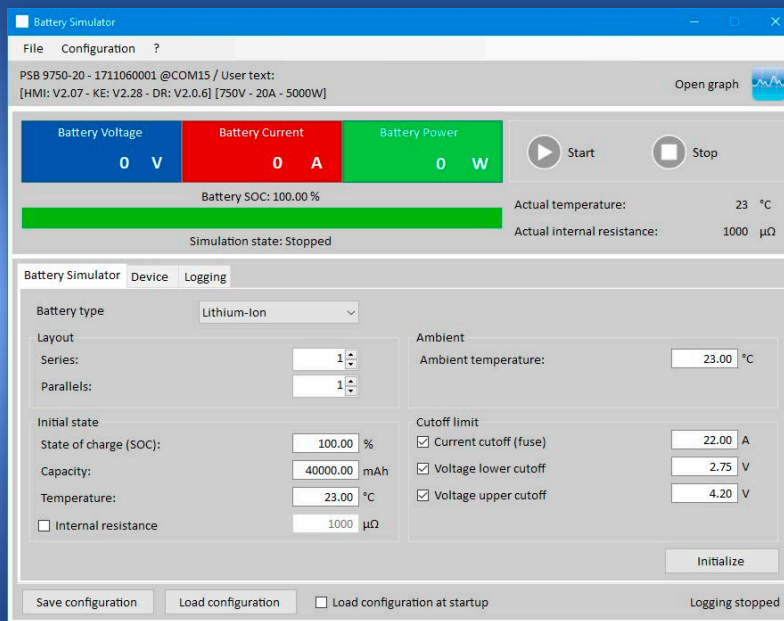 Battery Simulator
File Configuration ?
PSB 9750-20 - 1711060001 @COM15 / User text:
[HMI: V2.07 - KE: V2.28 - DR: V2.0.6] [750V - 20A - 5000W]
Open graph
Battery Voltage
0 V
Battery Current
0 A
Battery Power
0 W
Start
Stop
Battery SOC: 100.00 %
Simulation state: Stopped
Actual temperature: 23 °C
Actual internal resistance: 1000 µΩ
Battery Simulator Device Logging
Battery type Lithium-Ion
Layout
Series: 1
Parallels: 1
Ambient
Ambient temperature: 23.00 °C
Initial state
State of charge (SOC): 100.00 %
Capacity: 40000.00 mAh
Temperature: 23.00 °C
Internal resistance 1000 µΩ
Cutoff limit
Current cutoff (fuse) 22.00 A
Voltage lower cutoff 2.75 V
Voltage upper cutoff 4.20 V
Initialize
Save configuration Load configuration Load configuration at startup Logging stopped